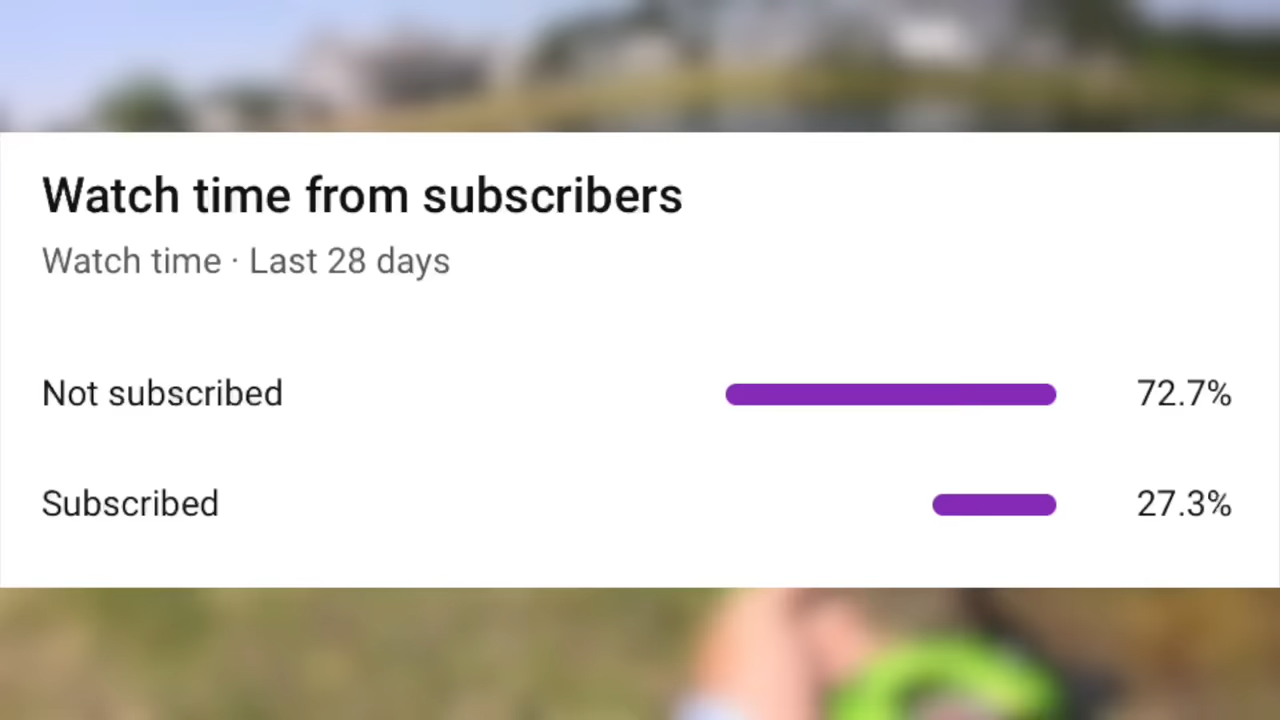 Watch time from subscribers
Watch time · Last 28 days
Not subscribed 72.7%
Subscribed 27.3%